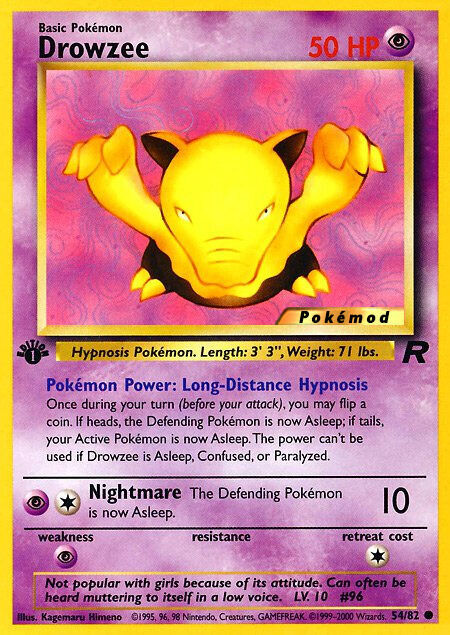 Basic Pokémon
Drowzee 50 HP
Pokémod
EDITION
1
Hypnosis Pokémon. Length: 3' 3", Weight: 71 lbs.
R
Pokémon Power: Long-Distance Hypnosis
Once during your turn (before your attack), you may flip a
coin. If heads, the Defending Pokémon is now Asleep; if tails,
your Active Pokémon is now Asleep. The power can't be
used if Drowzee is Asleep, Confused, or Paralyzed.
Nightmare The Defending Pokémon 10
is now Asleep.
weakness resistance retreat cost
Not popular with girls because of its attitude. Can often be
heard muttering to itself in a low voice. LV. 10 #96
Illus. Kagemaru Himeno ©1995, 96, 98 Nintendo, Creatures, GAMEFREAK. ©1999-2000 Wizards. 54/82